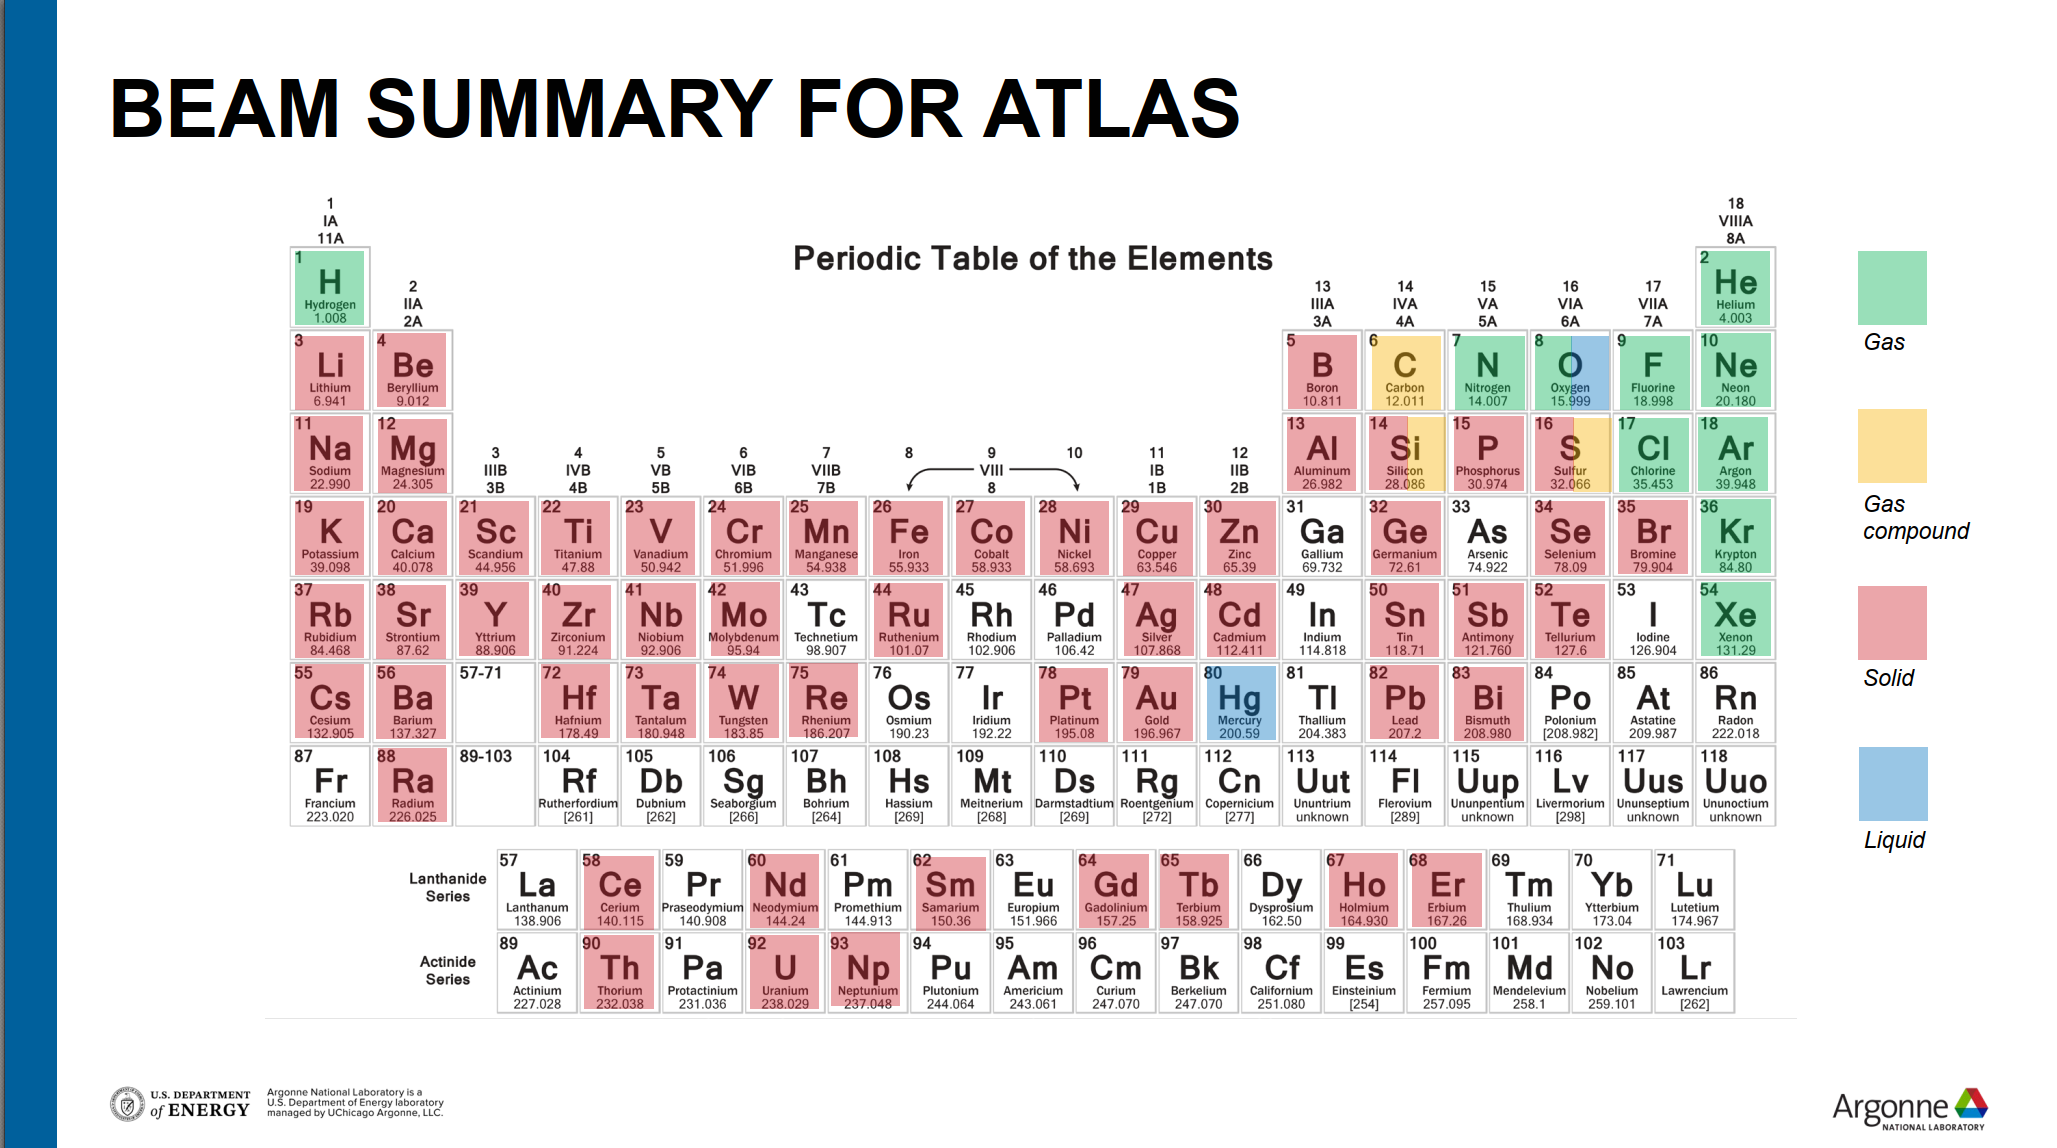 BEAM SUMMARY FOR ATLAS
Periodic Table of the Elements
1
IA
11A
2
IIA
2A
3
IIIB
3B
4
IVB
4B
5
VB
5B
6
VIB
6B
7
VIIB
7B
8
9
VIII
8
10
11
IB
1B
12
IIB
2B
13
IIIA
3A
14
IVA
4A
15
VA
5A
16
VIA
6A
17
VIIA
7A
18
VIIIA
8A
1
H
Hydrogen
1.008
2
He
Helium
4.003
3
Li
Lithium
6.941
4
Be
Beryllium
9.012
5
B
Boron
10.811
6
C
Carbon
12.011
7
N
Nitrogen
14.007
8
O
Oxygen
15.999
9
F
Fluorine
18.998
10
Ne
Neon
20.180
11
Na
Sodium
22.990
12
Mg
Magnesium
24.305
13
Al
Aluminum
26.982
14
Si
Silicon
28.086
15
P
Phosphorus
30.974
16
S
Sulfur
32.066
17
Cl
Chlorine
35.453
18
Ar
Argon
39.948
19
K
Potassium
39.098
20
Ca
Calcium
40.078
21
Sc
Scandium
44.956
22
Ti
Titanium
47.88
23
V
Vanadium
50.942
24
Cr
Chromium
51.996
25
Mn
Manganese
54.938
26
Fe
Iron
55.933
27
Co
Cobalt
58.933
28
Ni
Nickel
58.693
29
Cu
Copper
63.546
30
Zn
Zinc
65.39
31
Ga
Gallium
69.732
32
Ge
Germanium
72.61
33
As
Arsenic
74.922
34
Se
Selenium
78.09
35
Br
Bromine
79.904
36
Kr
Krypton
84.80
37
Rb
Rubidium
84.468
38
Sr
Strontium
87.62
39
Y
Yttrium
88.906
40
Zr
Zirconium
91.224
41
Nb
Niobium
92.906
42
Mo
Molybdenum
95.94
43
Tc
Technetium
98.907
44
Ru
Ruthenium
101.07
45
Rh
Rhodium
102.906
46
Pd
Palladium
106.42
47
Ag
Silver
107.868
48
Cd
Cadmium
112.411
49
In
Indium
114.818
50
Sn
Tin
118.71
51
Sb
Antimony
121.760
52
Te
Tellurium
127.6
53
I
Iodine
126.904
54
Xe
Xenon
131.29
55
Cs
Cesium
132.905
56
Ba
Barium
137.327
57-71
72
Hf
Hafnium
178.49
73
Ta
Tantalum
180.948
74
W
Tungsten
183.85
75
Re
Rhenium
186.207
76
Os
Osmium
190.23
77
Ir
Iridium
192.22
78
Pt
Platinum
195.08
79
Au
Gold
196.967
80
Hg
Mercury
200.59
81
Tl
Thallium
204.383
82
Pb
Lead
207.2
83
Bi
Bismuth
208.980
84
Po
Polonium
[208.982]
85
At
Astatine
209.987
86
Rn
Radon
222.018
87
Fr
Francium
223.020
88
Ra
Radium
226.025
89-103
104
Rf
Rutherfordium
[261]
105
Db
Dubnium
[262]
106
Sg
Seaborgium
[266]
107
Bh
Bohrium
[264]
108
Hs
Hassium
[269]
109
Mt
Meitnerium
[268]
110
Ds
Darmstadtium
[269]
111
Rg
Roentgenium
[272]
112
Cn
Copernicium
[277]
113
Uut
Ununtrium
unknown
114
Fl
Flerovium
[289]
115
Uup
Ununpentium
unknown
116
Lv
Livermorium
[298]
117
Uus
Ununseptium
unknown
118
Uuo
Ununoctium
unknown
Lanthanide
Series
57
La
Lanthanum
138.906
58
Ce
Cerium
140.115
59
Pr
Praseodymium
140.908
60
Nd
Neodymium
144.24
61
Pm
Promethium
144.913
62
Sm
Samarium
150.36
63
Eu
Europium
151.966
64
Gd
Gadolinium
157.25
65
Tb
Terbium
158.925
66
Dy
Dysprosium
162.50
67
Ho
Holmium
164.930
68
Er
Erbium
167.26
69
Tm
Thulium
168.934
70
Yb
Ytterbium
173.04
71
Lu
Lutetium
174.967
Actinide
Series
89
Ac
Actinium
227.028
90
Th
Thorium
232.038
91
Pa
Protactinium
231.036
92
U
Uranium
238.029
93
Np
Neptunium
237.048
94
Pu
Plutonium
244.064
95
Am
Americium
243.061
96
Cm
Curium
247.070
97
Bk
Berkelium
247.070
98
Cf
Californium
251.080
99
Es
Einsteinium
[254]
100
Fm
Fermium
257.095
101
Md
Mendelevium
258.1
102
No
Nobelium
259.101
103
Lr
Lawrencium
[262]
Gas
Gas
compound
Solid
Liquid
U.S. DEPARTMENT
of ENERGY
Argonne National Laboratory is a
U.S. Department of Energy laboratory
managed by UChicago Argonne, LLC.
Argonne
NATIONAL LABORATORY